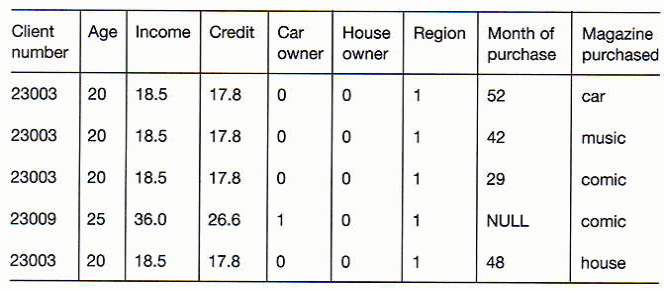 Client number Age Income Credit Car owner House owner Region Month of purchase Magazine purchased
23003 20 18.5 17.8 0 0 1 52 car
23003 20 18.5 17.8 0 0 1 42 music
23003 20 18.5 17.8 0 0 1 29 comic
23009 25 36.0 26.6 1 0 1 NULL comic
23003 20 18.5 17.8 0 0 1 48 house